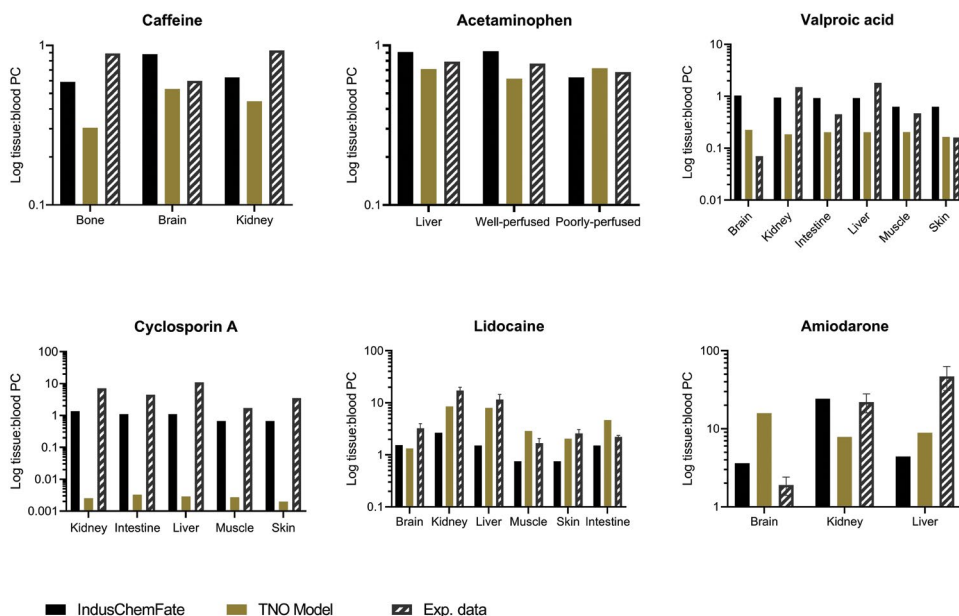 Caffeine
Log tissue:blood PC
1
0.1
Bone Brain Kidney
Acetaminophen
Log tissue:blood PC
1
0.1
Liver Well-perfused Poorly-perfused
Valproic acid
Log tissue:blood PC
10
1
0.1
0.01
Brain Kidney Intestine Liver Muscle Skin
Cyclosporin A
Log tissue:blood PC
100
10
1
0.1
0.01
0.001
Kidney Intestine Liver Muscle Skin
Lidocaine
Log tissue:blood PC
100
10
1
0.1
Brain Kidney Liver Muscle Skin Intestine
Amiodarone
Log tissue:blood PC
100
10
1
Brain Kidney Liver
IndusChemFate TNO Model Exp. data